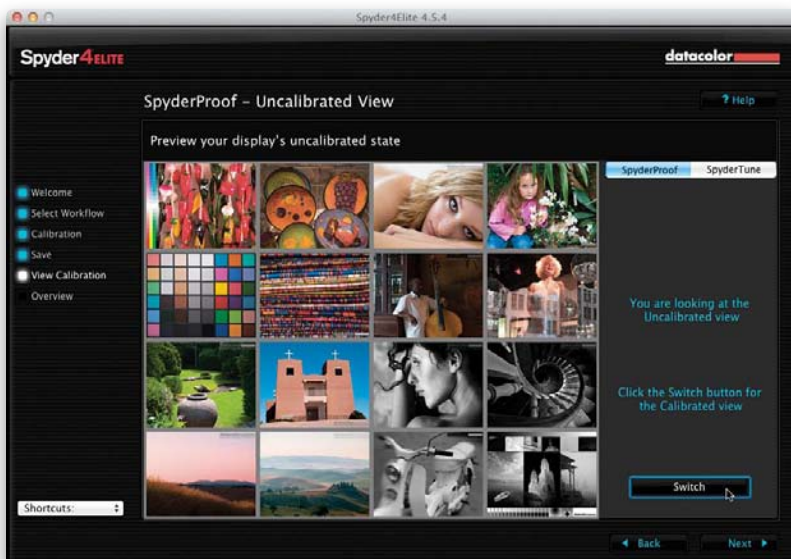 Spyder4Elite 4.5.4
Spyder4ELITE
datacolor
SpyderProof - Uncalibrated View
? Help
Preview your display's uncalibrated state
SpyderProof
SpyderTune
Welcome
Select Workflow
Calibration
Save
View Calibration
Overview
You are looking at the
Uncalibrated view
Click the Switch button for
the Calibrated view
Switch
Shortcuts:
Back
Next